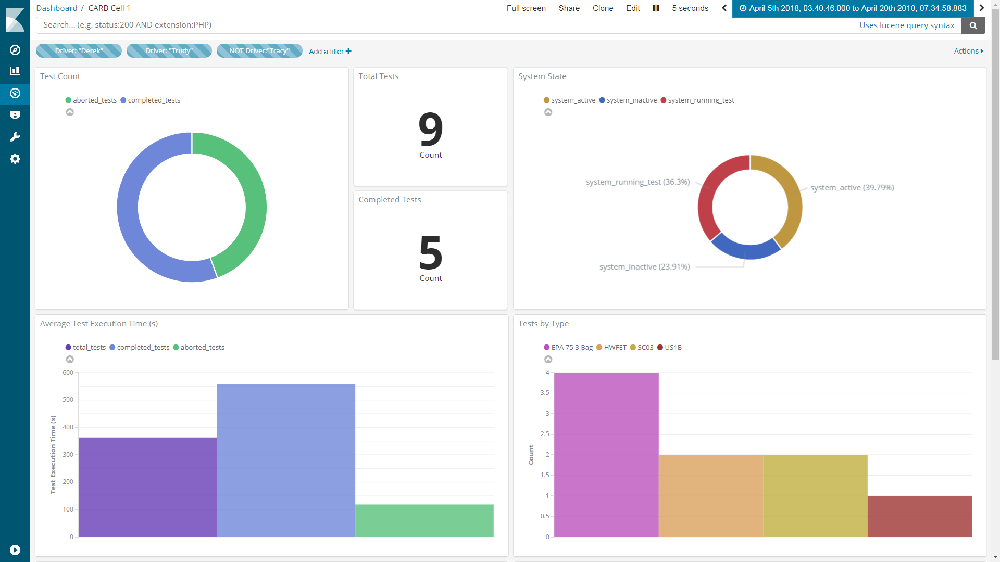 Dashboard / CARB Cell 1
Full screen Share Clone Edit 5 seconds April 5th 2018, 03:40:46.000 to April 20th 2018, 07:34:58.883
Search... (e.g. status:200 AND extension:PHP)
Uses lucene query syntax
Driver: "Derek" Driver: "Trudy" NOT Driver:"Tracy" Add a filter
Actions
Test Count
aborted_tests completed_tests
Total Tests
9
Count
Completed Tests
5
Count
System State
system_active system_inactive system_running_test
system_running_test (36.3%)
system_active (39.79%)
system_inactive (23.91%)
Average Test Execution Time (s)
total_tests completed_tests aborted_tests
600
500
400
300
200
100
0
Test Execution Time (s)
Tests by Type
EPA 75 3 Bag HWFET SC03 US1B
4
3.5
3
2.5
2
1.5
1
0.5
0
Count